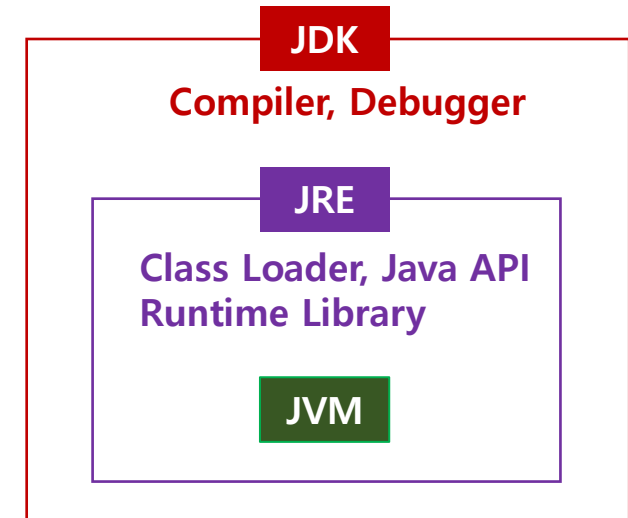 JDK
Compiler, Debugger
JRE
Class Loader, Java API
Runtime Library
JVM